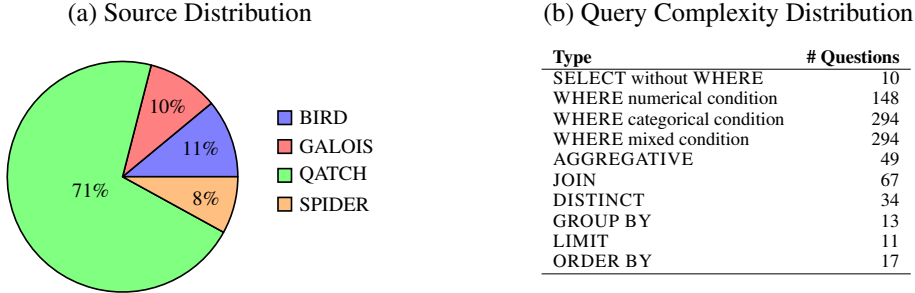 (a) Source Distribution
10%
11%
71%
8%
BIRD
GALOIS
QATCH
SPIDER
(b) Query Complexity Distribution
Type # Questions
SELECT without WHERE 10
WHERE numerical condition 148
WHERE categorical condition 294
WHERE mixed condition 294
AGGREGATIVE 49
JOIN 67
DISTINCT 34
GROUP BY 13
LIMIT 11
ORDER BY 17